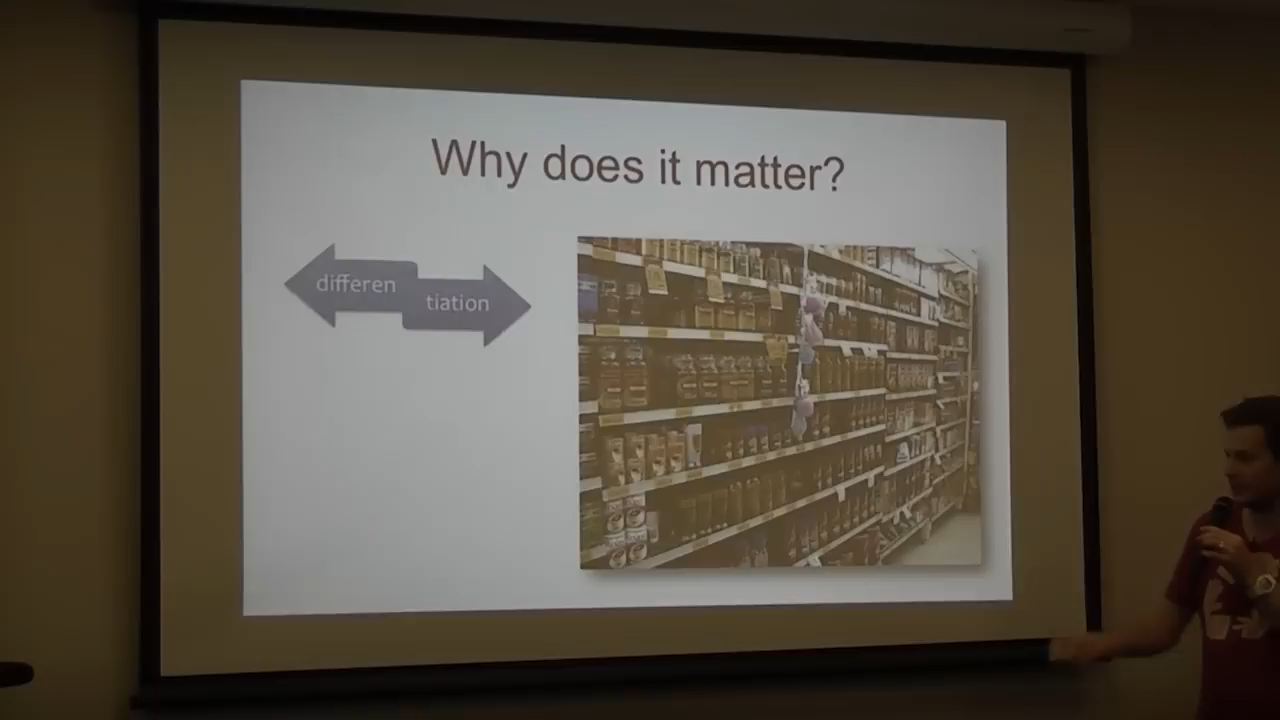 Why does it matter?
differen
tiation